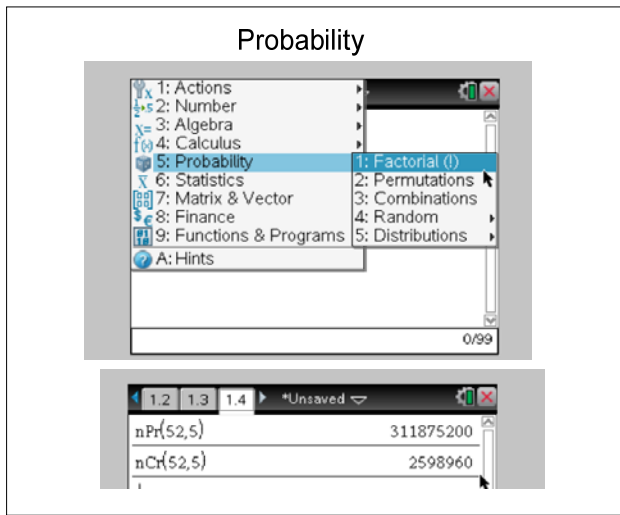 Probability
1: Actions
2: Number
3: Algebra
4: Calculus
5: Probability
1: Factorial (!)
6: Statistics
2: Permutations
7: Matrix & Vector
3: Combinations
8: Finance
4: Random
9: Functions & Programs
5: Distributions
A: Hints
0/99
1.2 1.3 1.4 *Unsaved
nPr(52,5) 311875200
nCr(52,5) 2598960